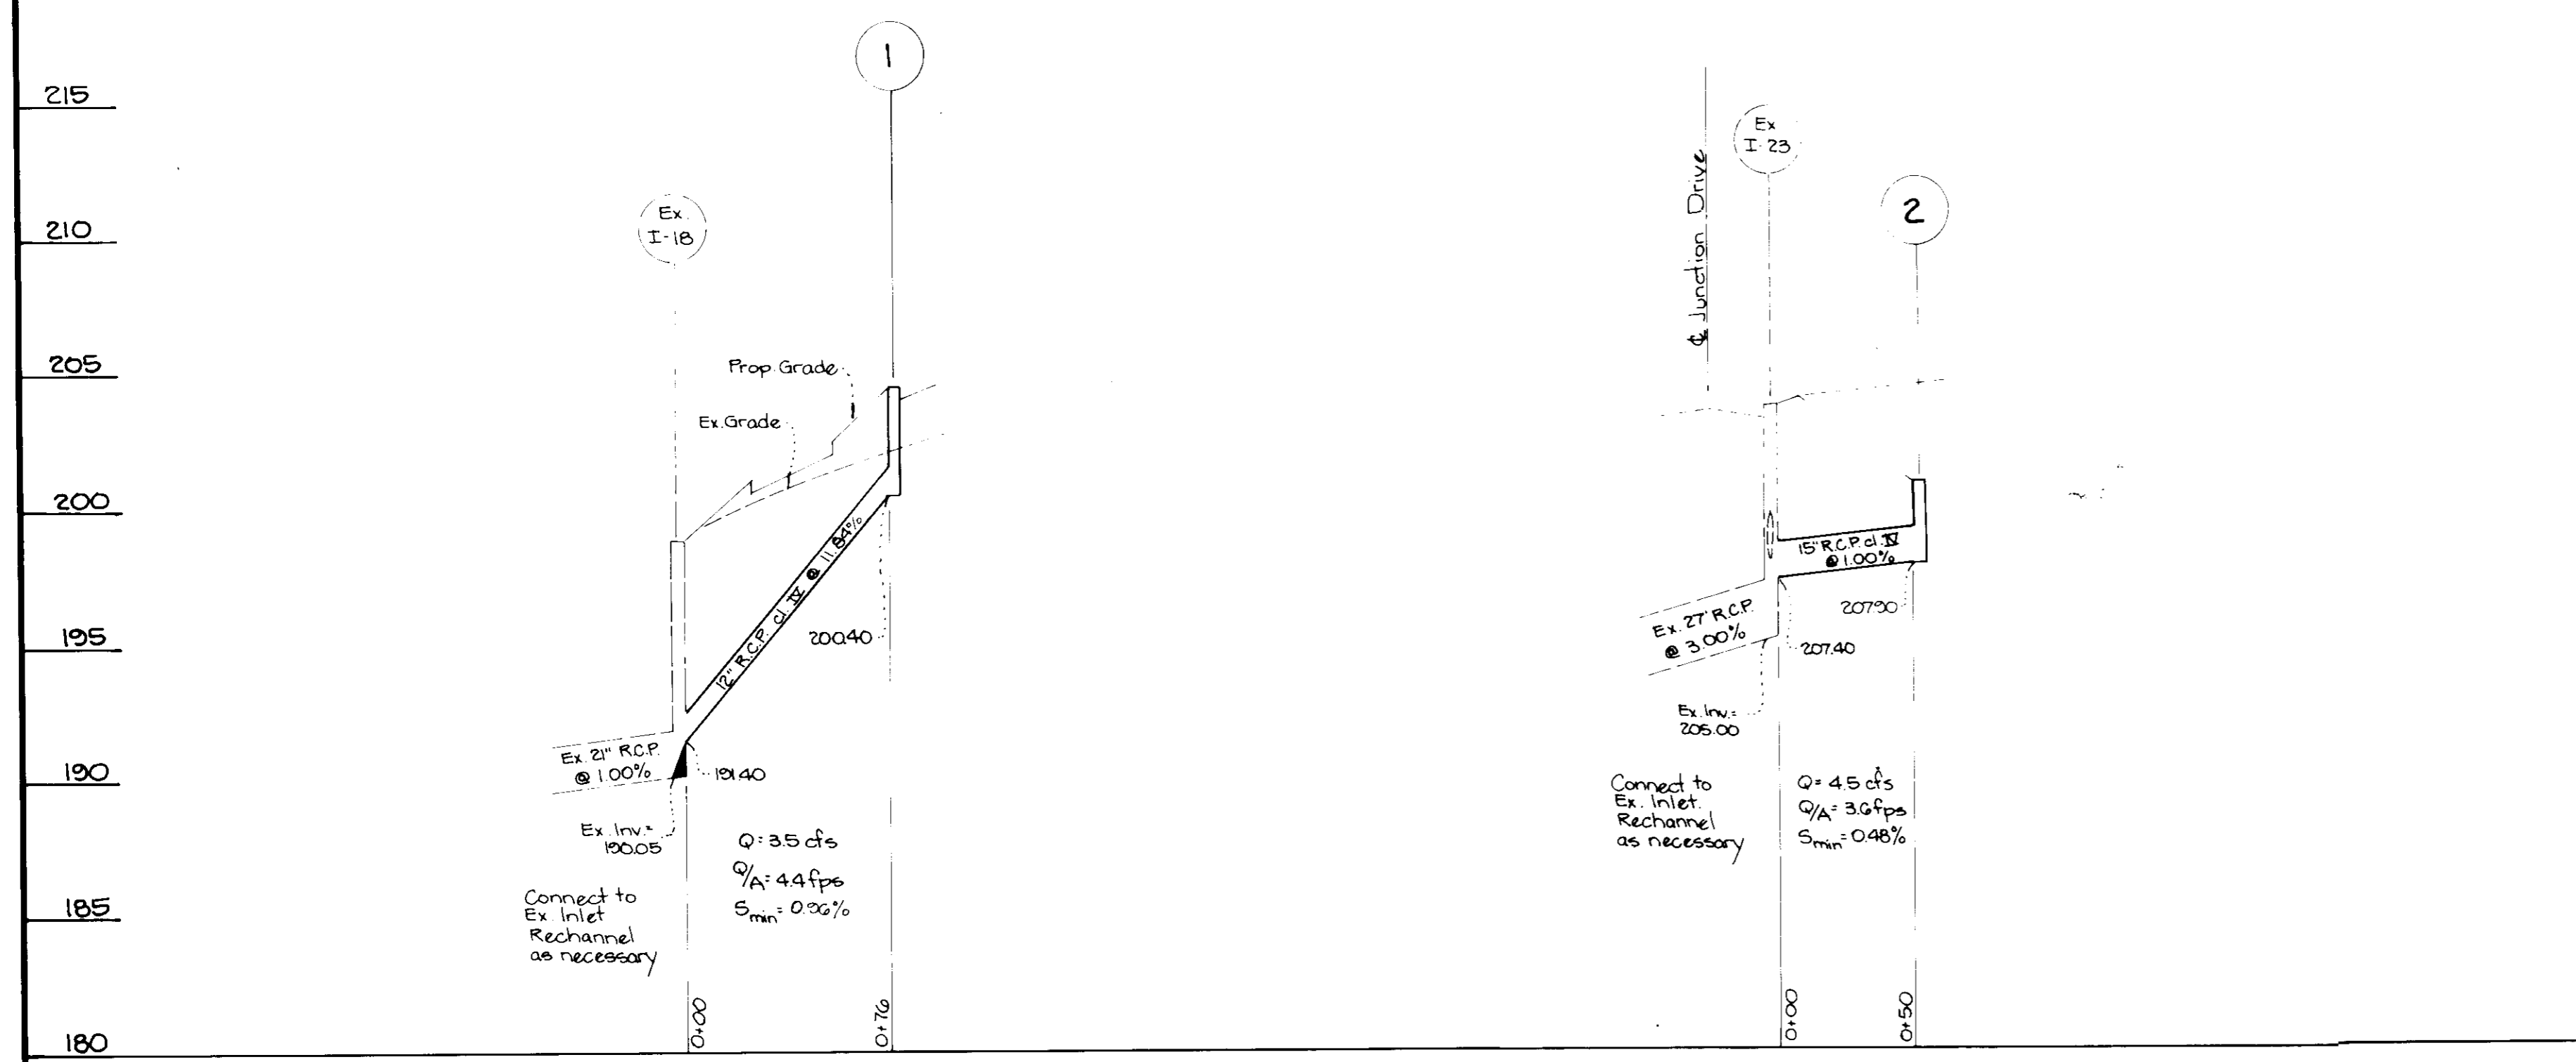 215
210
205
200
195
190
185
180
1
Ex.
I-18
Prop. Grade
Ex. Grade
12" R.C.P. cl. IV @ 11.84%
200.40
Ex. 21" R.C.P.
@ 1.00%
191.40
Ex. Inv.=
190.05
Q= 3.5 cfs
Q/A= 4.4 fps
Smin= 0.96%
Connect to
Ex. Inlet
Rechannel
as necessary
0+00
0+76
℄ Junction Drive
Ex
I-23
2
15" R.C.P. cl. IV
@ 1.00%
Ex. 27" R.C.P.
@ 3.00%
207.90
207.40
Ex. Inv.=
205.00
Connect to
Ex. Inlet.
Rechannel
as necessary
Q= 4.5 cfs
Q/A= 3.6 fps
Smin= 0.48%
0+00
0+50